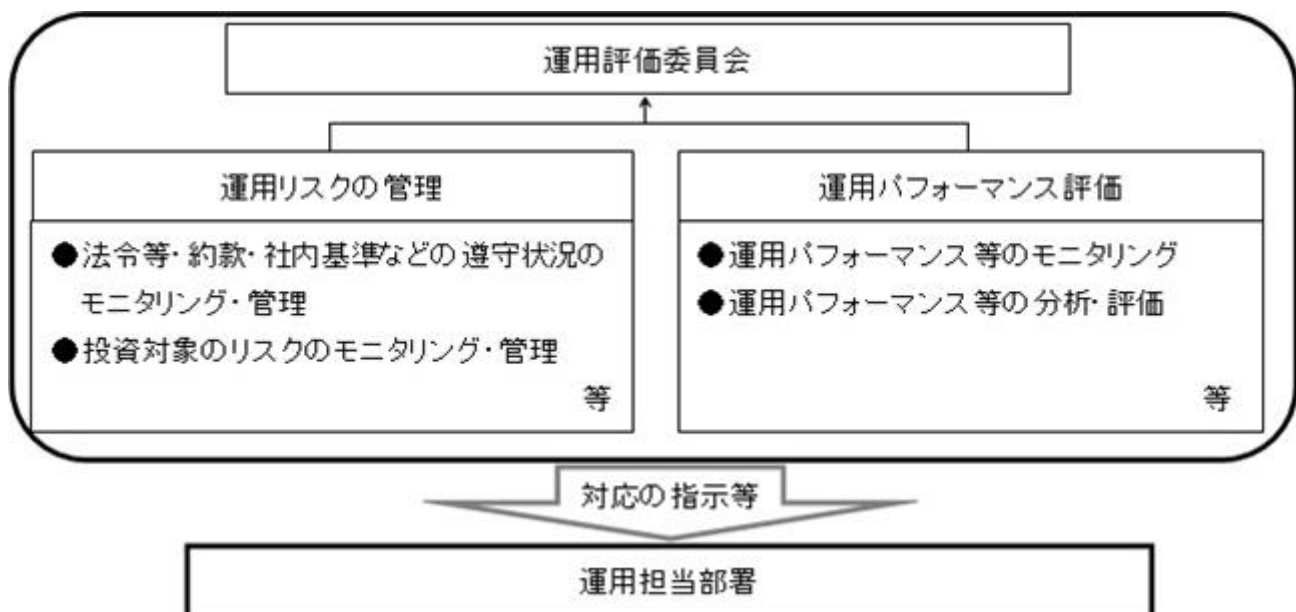 運用評価委員会
運用リスクの管理
●法令等・約款・社内基準などの遵守状況の
モニタリング・管理
●投資対象のリスクのモニタリング・管理
等
運用パフォーマンス評価
●運用パフォーマンス等のモニタリング
●運用パフォーマンス等の分析・評価
等
対応の指示等
運用担当部署